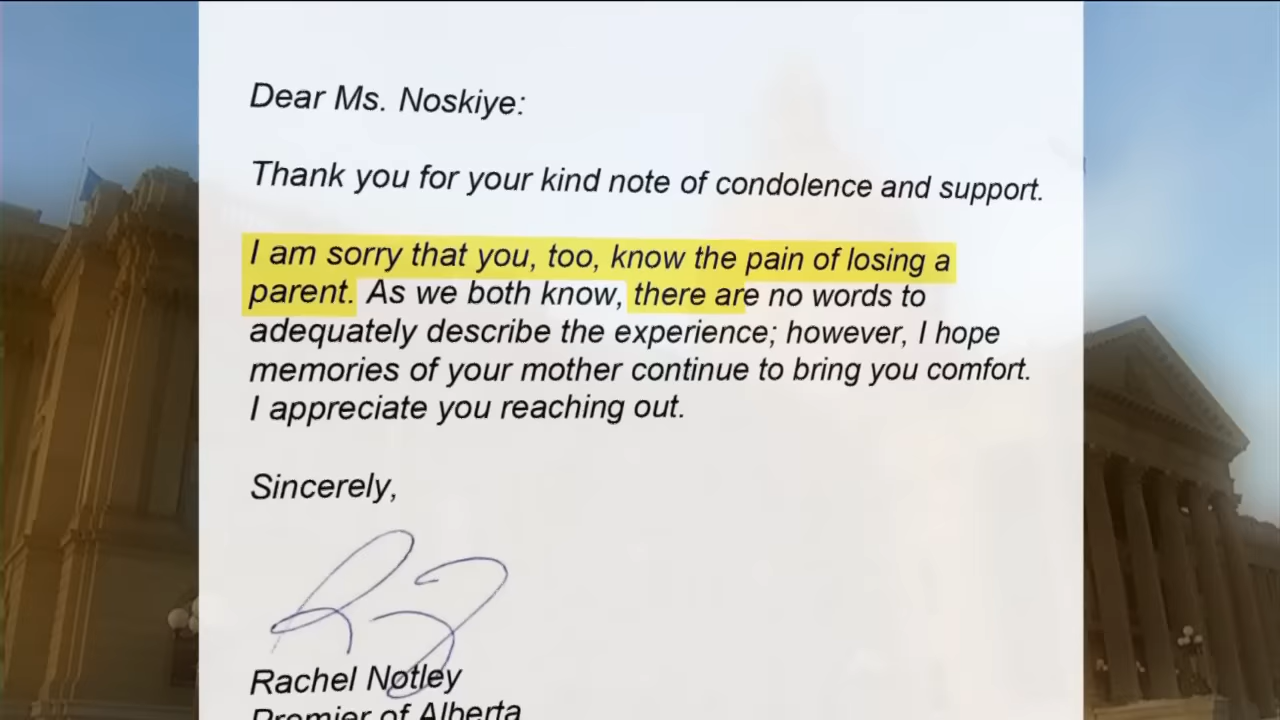 Dear Ms. Noskiye:
Thank you for your kind note of condolence and support.
I am sorry that you, too, know the pain of losing a
parent. As we both know, there are no words to
adequately describe the experience; however, I hope
memories of your mother continue to bring you comfort.
I appreciate you reaching out.
Sincerely,
Rachel Notley
Premier of Alberta